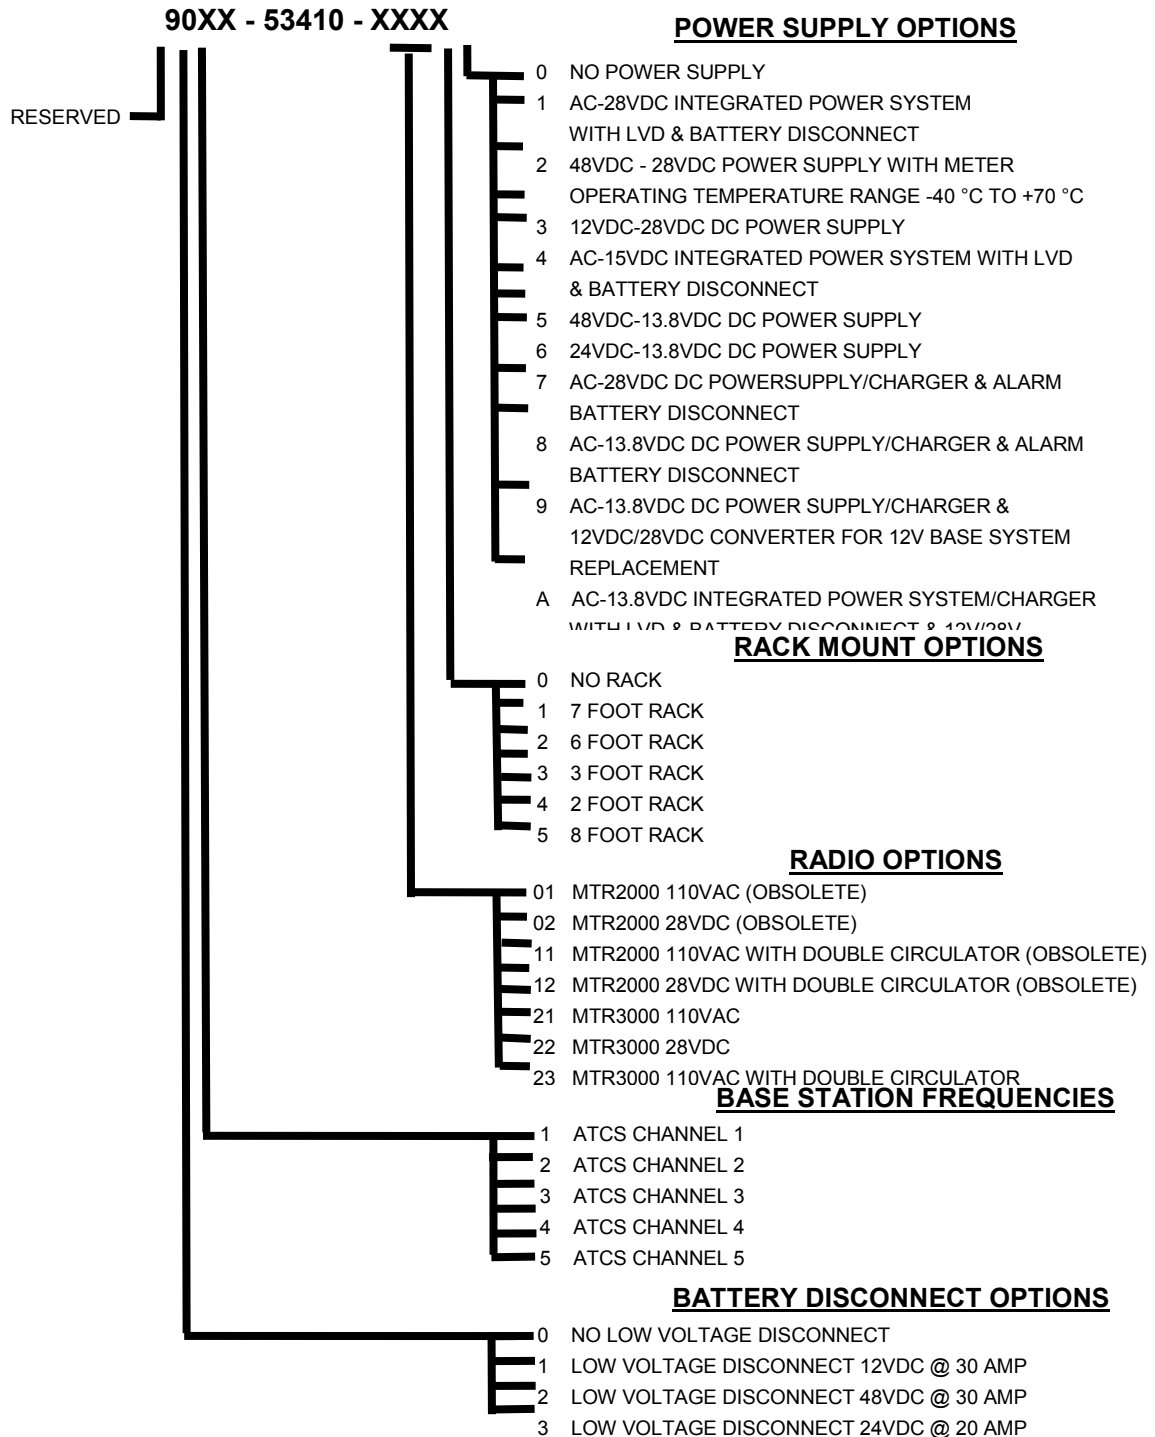 90XX - 53410 - XXXX
RESERVED
POWER SUPPLY OPTIONS
0 NO POWER SUPPLY
1 AC-28VDC INTEGRATED POWER SYSTEM
WITH LVD & BATTERY DISCONNECT
2 48VDC - 28VDC POWER SUPPLY WITH METER
OPERATING TEMPERATURE RANGE -40 °C TO +70 °C
3 12VDC-28VDC DC POWER SUPPLY
4 AC-15VDC INTEGRATED POWER SYSTEM WITH LVD
& BATTERY DISCONNECT
5 48VDC-13.8VDC DC POWER SUPPLY
6 24VDC-13.8VDC DC POWER SUPPLY
7 AC-28VDC DC POWERSUPPLY/CHARGER & ALARM
BATTERY DISCONNECT
8 AC-13.8VDC DC POWER SUPPLY/CHARGER & ALARM
BATTERY DISCONNECT
9 AC-13.8VDC DC POWER SUPPLY/CHARGER &
12VDC/28VDC CONVERTER FOR 12V BASE SYSTEM
REPLACEMENT
A AC-13.8VDC INTEGRATED POWER SYSTEM/CHARGER
WITH LVD & BATTERY DISCONNECT & 12V/28V
RACK MOUNT OPTIONS
0 NO RACK
1 7 FOOT RACK
2 6 FOOT RACK
3 3 FOOT RACK
4 2 FOOT RACK
5 8 FOOT RACK
RADIO OPTIONS
01 MTR2000 110VAC (OBSOLETE)
02 MTR2000 28VDC (OBSOLETE)
11 MTR2000 110VAC WITH DOUBLE CIRCULATOR (OBSOLETE)
12 MTR2000 28VDC WITH DOUBLE CIRCULATOR (OBSOLETE)
21 MTR3000 110VAC
22 MTR3000 28VDC
23 MTR3000 110VAC WITH DOUBLE CIRCULATOR
BASE STATION FREQUENCIES
1 ATCS CHANNEL 1
2 ATCS CHANNEL 2
3 ATCS CHANNEL 3
4 ATCS CHANNEL 4
5 ATCS CHANNEL 5
BATTERY DISCONNECT OPTIONS
0 NO LOW VOLTAGE DISCONNECT
1 LOW VOLTAGE DISCONNECT 12VDC @ 30 AMP
2 LOW VOLTAGE DISCONNECT 48VDC @ 30 AMP
3 LOW VOLTAGE DISCONNECT 24VDC @ 20 AMP